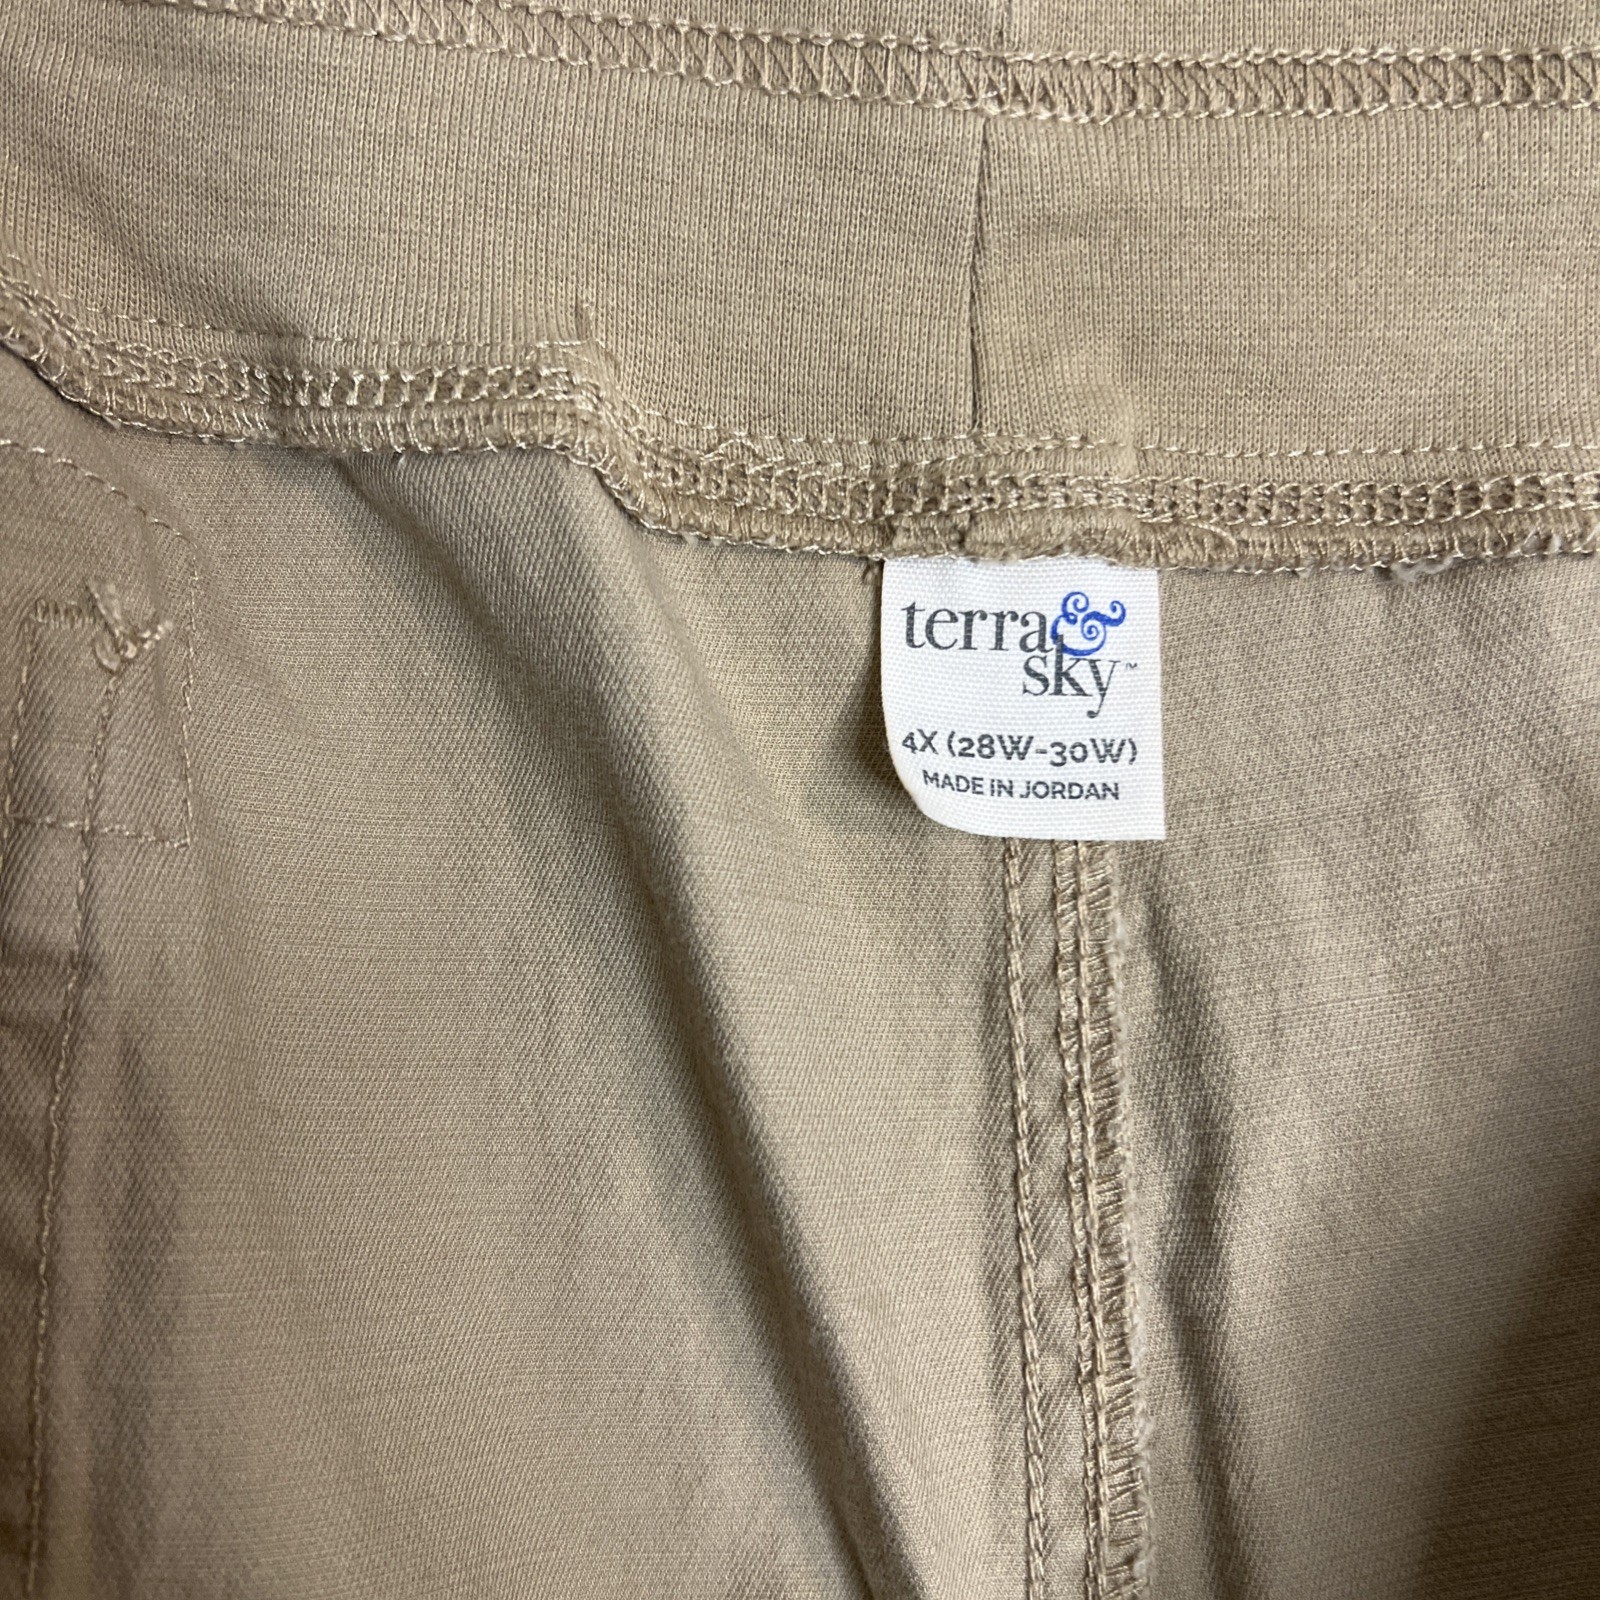 terra &
sky™
4X (28W-30W)
MADE IN JORDAN